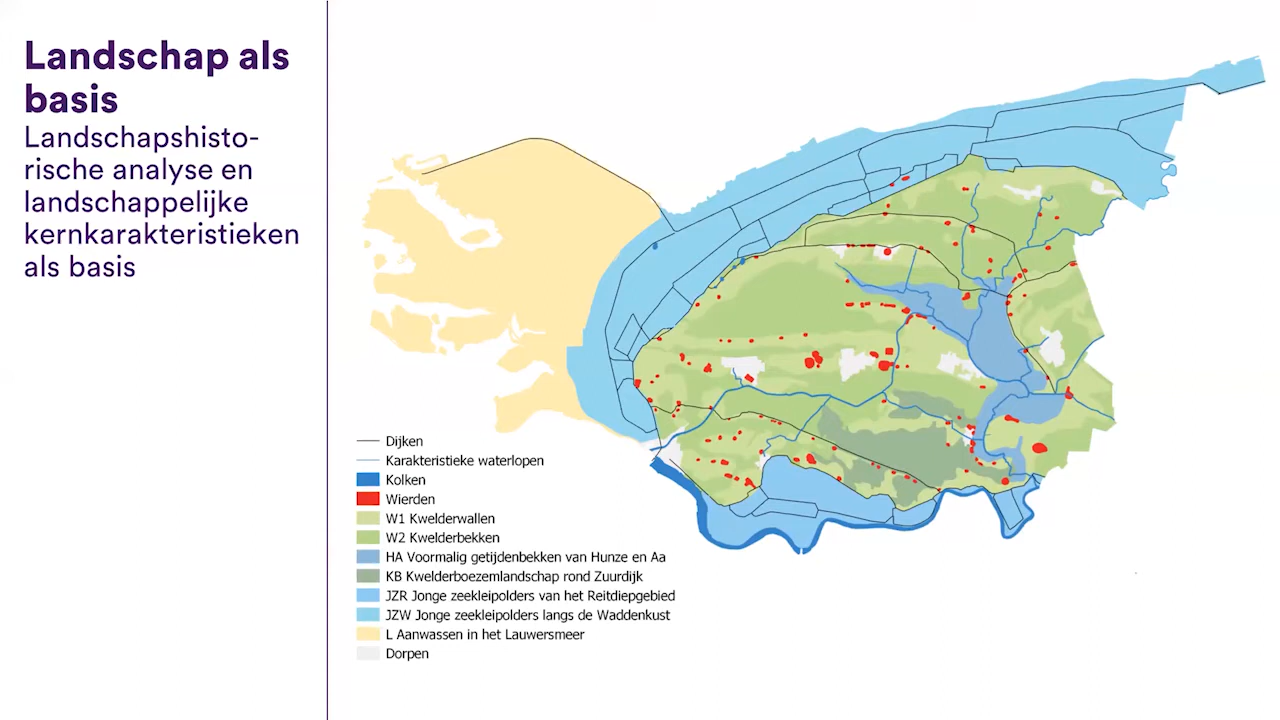 Landschap als
basis
Landschapshisto-
rische analyse en
landschappelijke
kernkarakteristieken
als basis
Dijken
Karakteristieke waterlopen
Kolken
Wierden
W1 Kwelderwallen
W2 Kwelderbekken
HA Voormalig getijdenbekken van Hunze en Aa
KB Kwelderboezemlandschap rond Zuurdijk
JZR Jonge zeekleipolders van het Reitdiepgebied
JZW Jonge zeekleipolders langs de Waddenkust
L Aanwassen in het Lauwersmeer
Dorpen